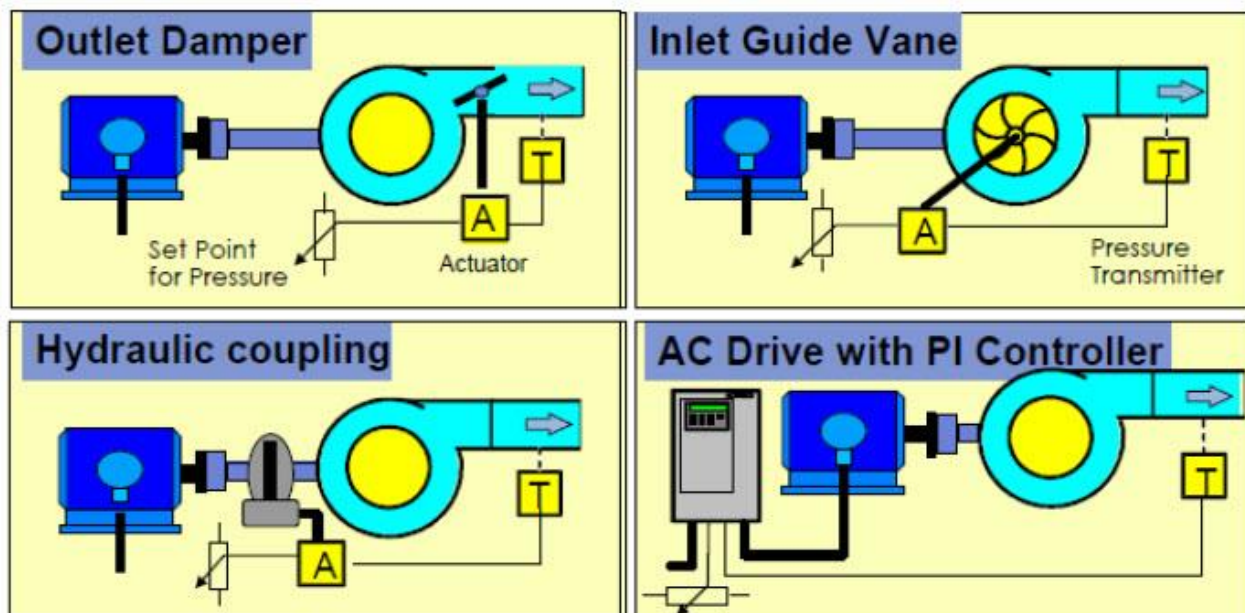 Outlet Damper
T
A
Set Point
for Pressure
Actuator
Inlet Guide Vane
T
A
Pressure
Transmitter
Hydraulic coupling
T
A
AC Drive with PI Controller
T